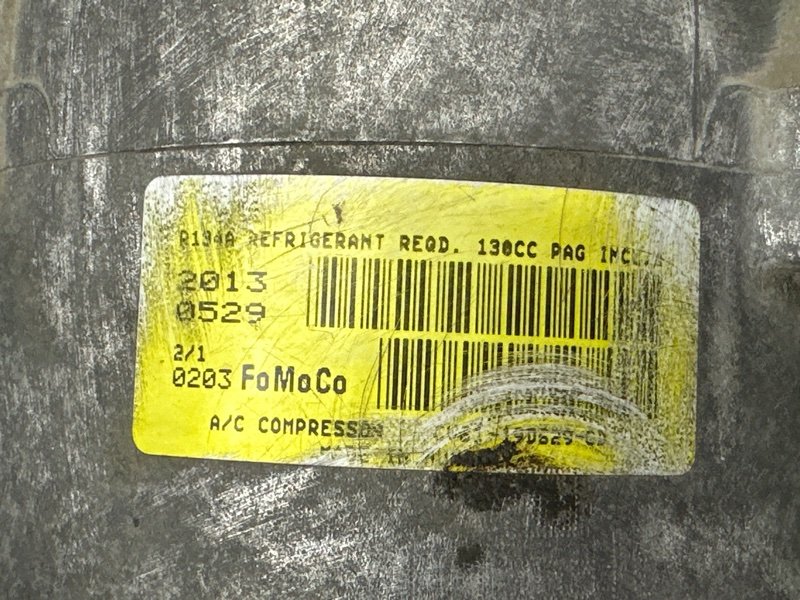 R134A REFRIGERANT REQD. 130CC PAG
2013
0529
2/1
0203 FoMoCo
A/C COMPRESSOR